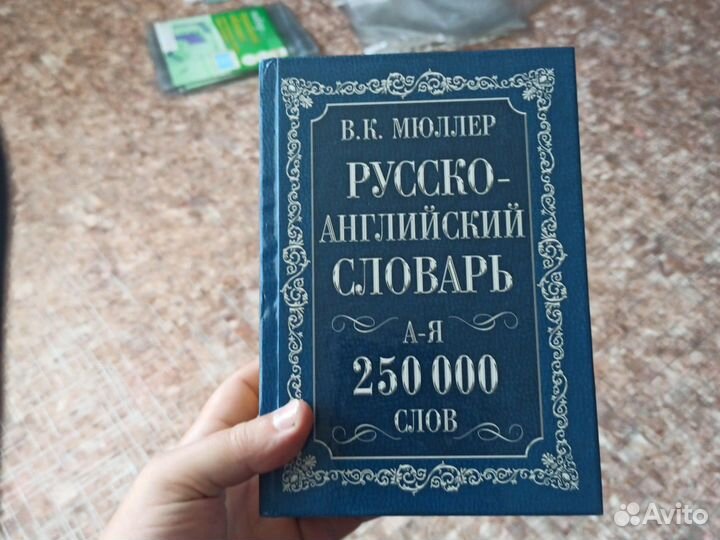 В.К. МЮЛЛЕР
РУССКО-
АНГЛИЙСКИЙ
СЛОВАРЬ
А-Я
250 000
СЛОВ
Avito